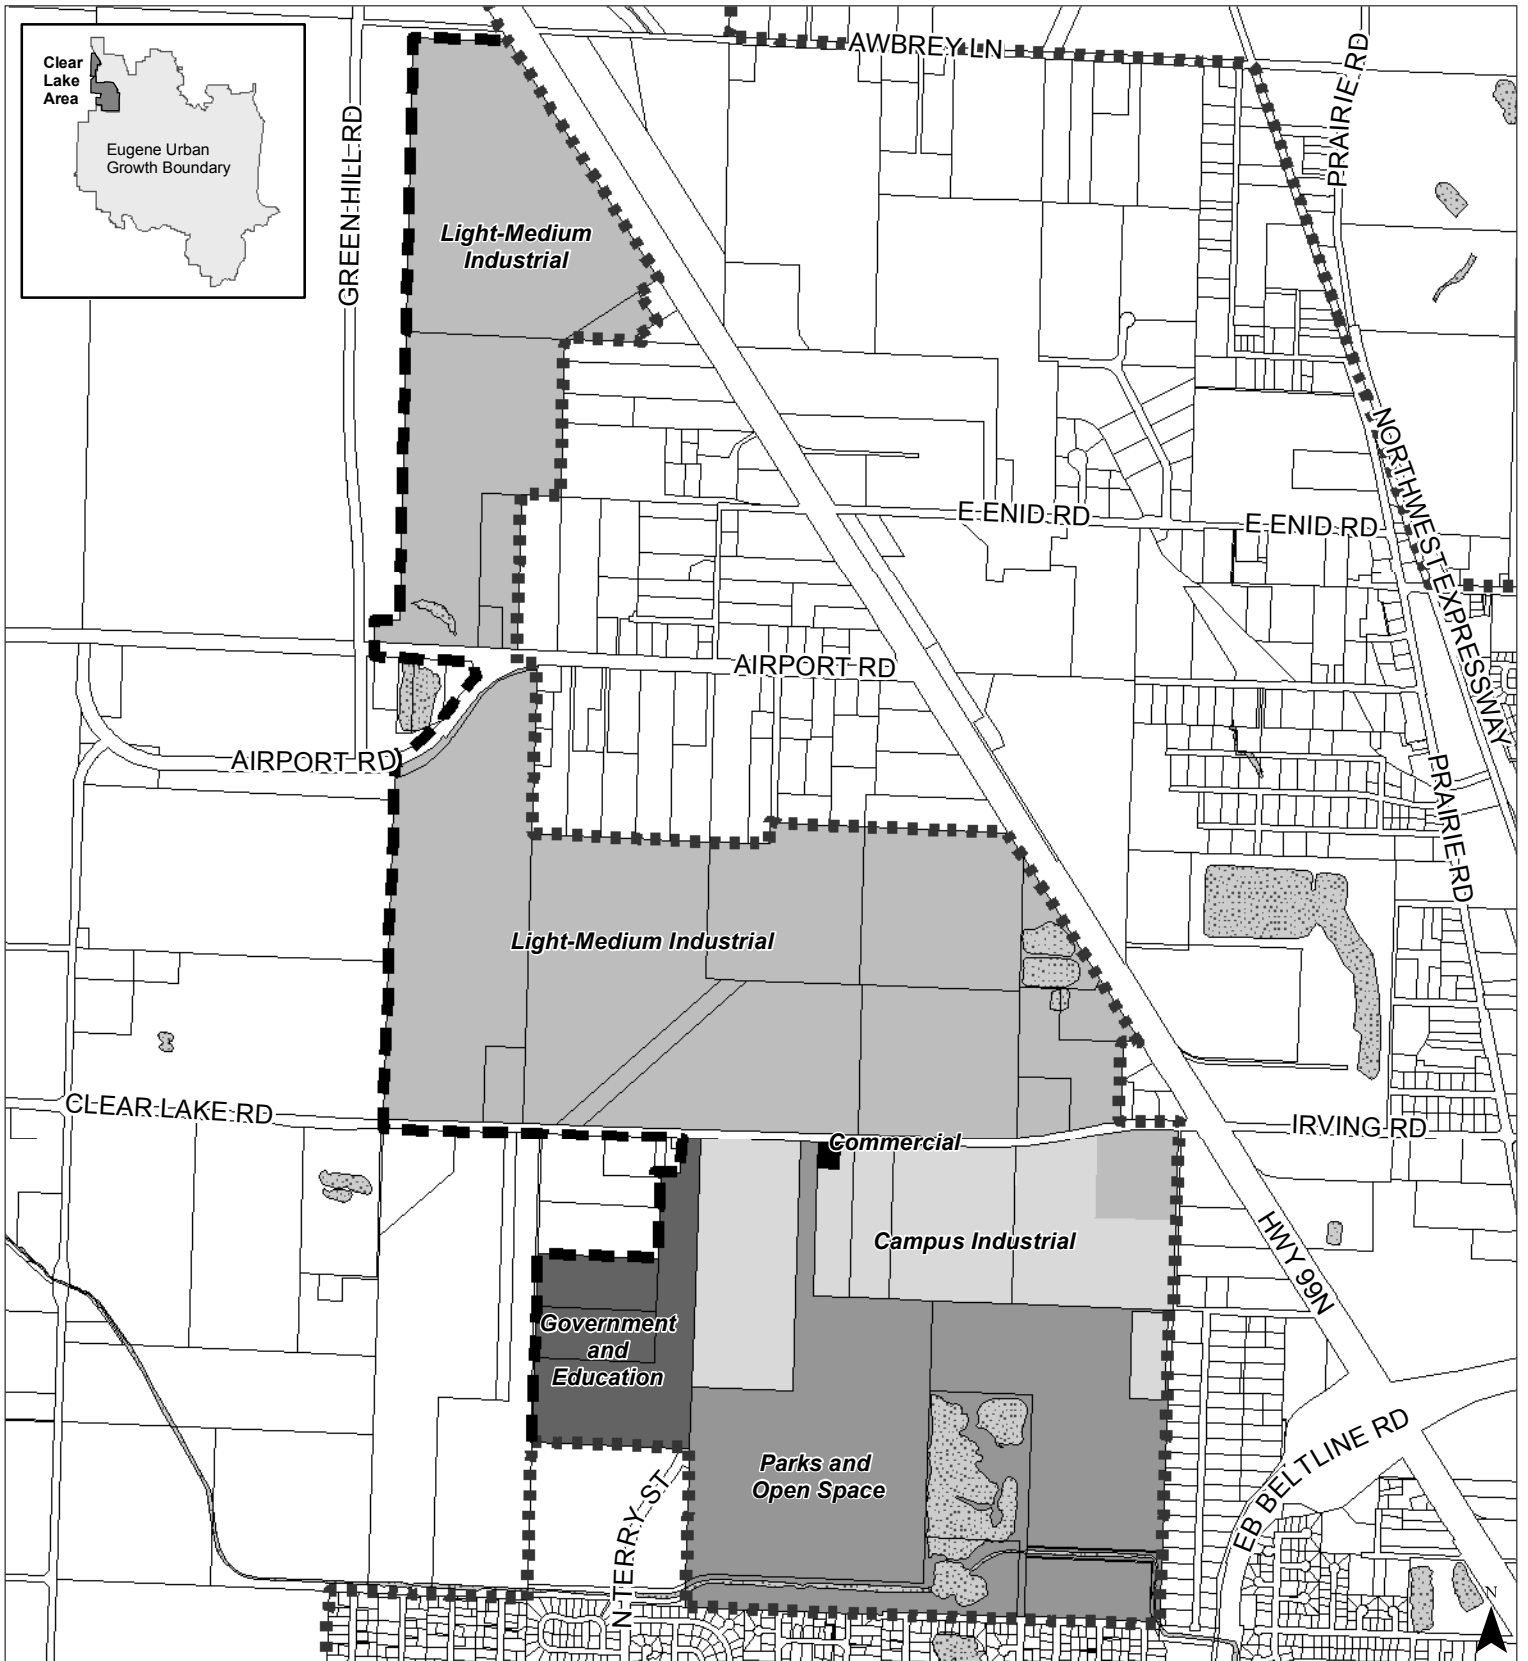 Clear
Lake
Area
Eugene Urban
Growth Boundary
AWBREY LN
PRAIRIE RD
GREEN HILL RD
Light-Medium
Industrial
NORTHWEST EXPRESSWAY
E ENID RD
E ENID RD
AIRPORT RD
AIRPORT RD
PRAIRIE RD
Light-Medium Industrial
CLEAR LAKE RD
IRVING RD
Commercial
Campus Industrial
HWY 99N
Government
and
Education
Parks and
Open Space
EB BELTLINE RD
N TERRY ST
N